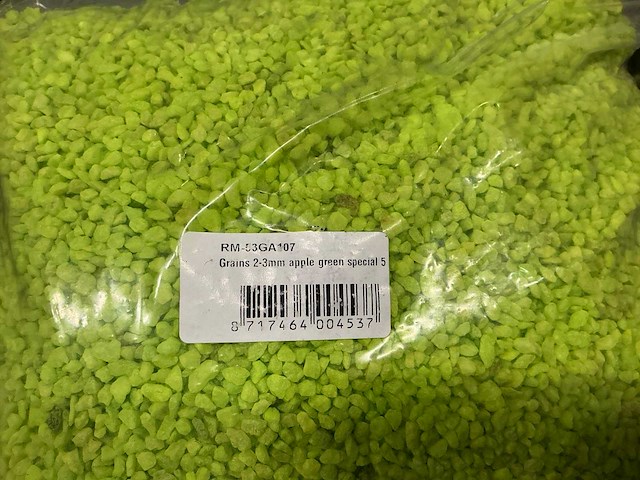 RM-53GA107
Grains 2-3mm apple green special 5
8 717464 004537